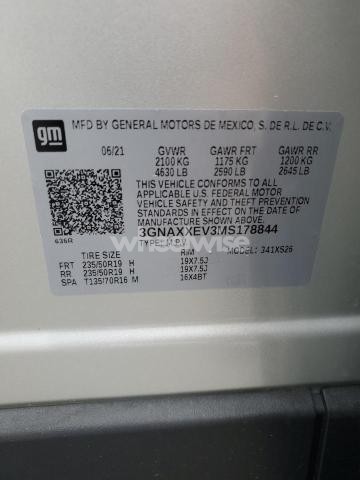 gm
MFD BY GENERAL MOTORS DE MEXICO, S. DE R.L. DE C.V.
06/21 GVWR GAWR FRT GAWR RR
2100 KG 1175 KG 1200 KG
4630 LB 2590 LB 2645 LB
THIS VEHICLE CONFORMS TO ALL
APPLICABLE U.S. FEDERAL MOTOR
VEHICLE SAFETY AND THEFT PREVENTION
STANDARDS IN EFFECT ON THE DATE OF
MANUFACTURE SHOWN ABOVE.
3GNAXXEV3MS178844
636R
TYPE: M.P.V. MODEL: 341XS26
TIRE SIZE RIM
FRT 235/50R19 H 19X7.5J
RR 235/50R19 H 19X7.5J
SPA T135/70R16 M 16X4BT